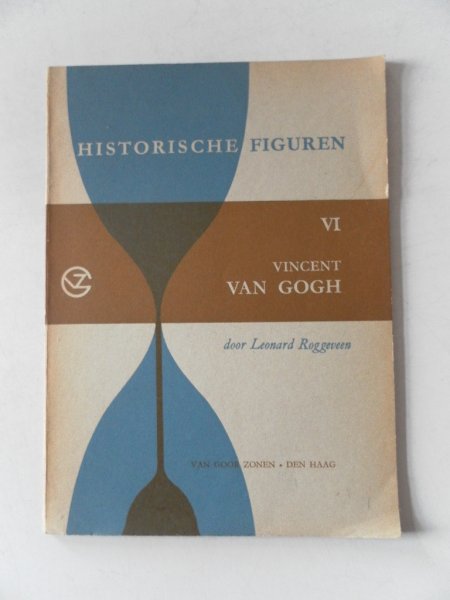 HISTORISCHE FIGUREN
VI
VINCENT
VAN GOGH
door Leonard Roggeveen
VAN GOOR ZONEN • DEN HAAG